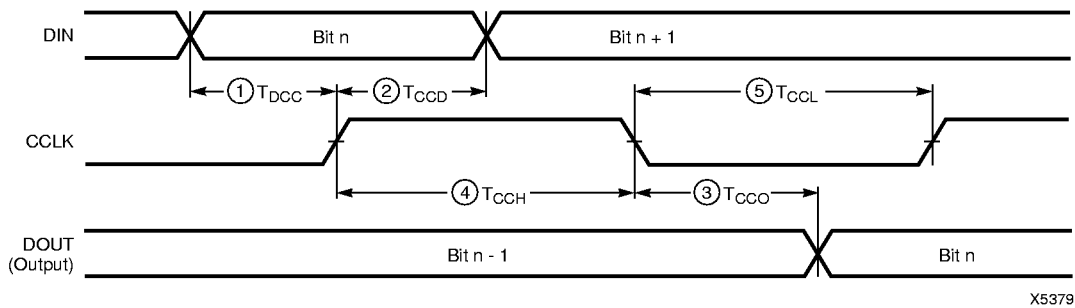 DIN
Bit n
Bit n + 1
① TDCC
② TCCD
⑤ TCCL
CCLK
④ TCCH
③ TCCO
DOUT
(Output)
Bit n - 1
Bit n
X5379